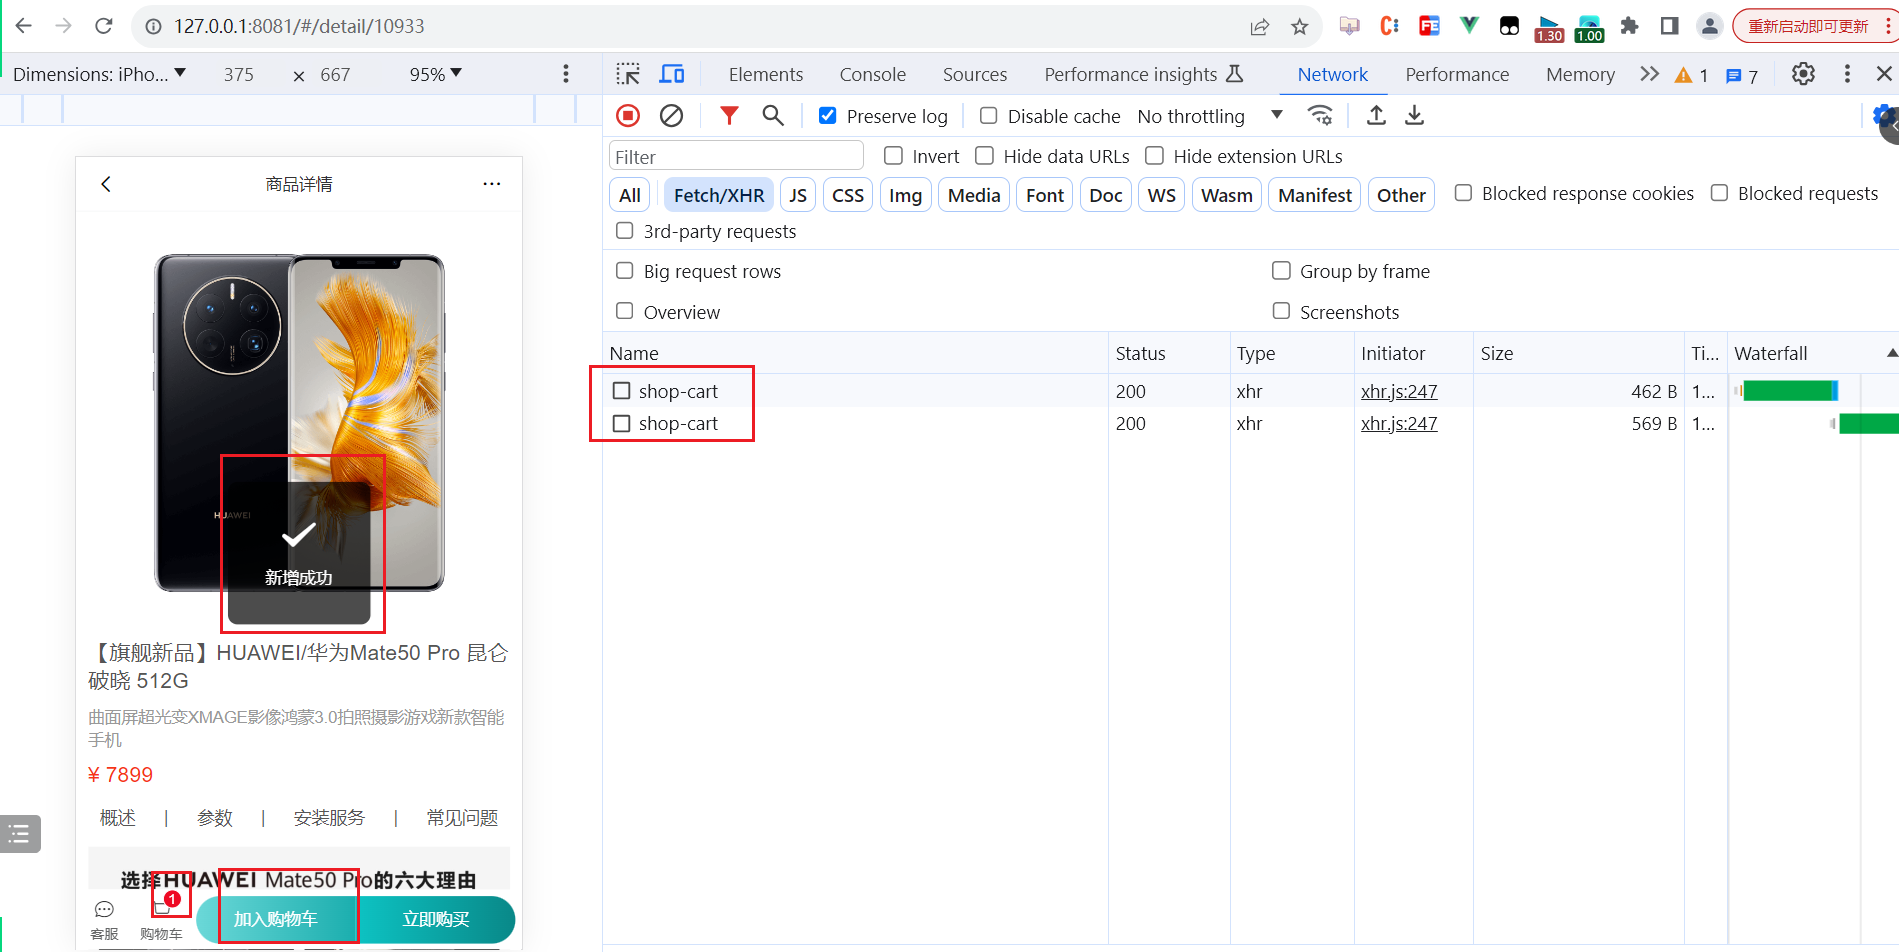 127.0.0.1:8081/#/detail/10933
1.30
1.00
重新启动即可更新
Dimensions: iPho... ▼ 375 × 667 95% ▼
Elements Console Sources Performance insights Network Performance Memory 1 7
Preserve log Disable cache No throttling
Filter Invert Hide data URLs Hide extension URLs
All Fetch/XHR JS CSS Img Media Font Doc WS Wasm Manifest Other Blocked response cookies Blocked requests
3rd-party requests
Big request rows Group by frame
Overview Screenshots
Name Status Type Initiator Size Ti... Waterfall
shop-cart 200 xhr xhr.js:247 462 B 1...
shop-cart 200 xhr xhr.js:247 569 B 1...
商品详情
HUAWEI
新增成功
【旗舰新品】HUAWEI/华为Mate50 Pro 昆仑
破晓 512G
曲面屏超光变XMAGE影像鸿蒙3.0拍照摄影游戏新款智能
手机
¥ 7899
概述 | 参数 | 安装服务 | 常见问题
选择HUAWEI Mate50 Pro的六大理由
1
客服 购物车 加入购物车 立即购买